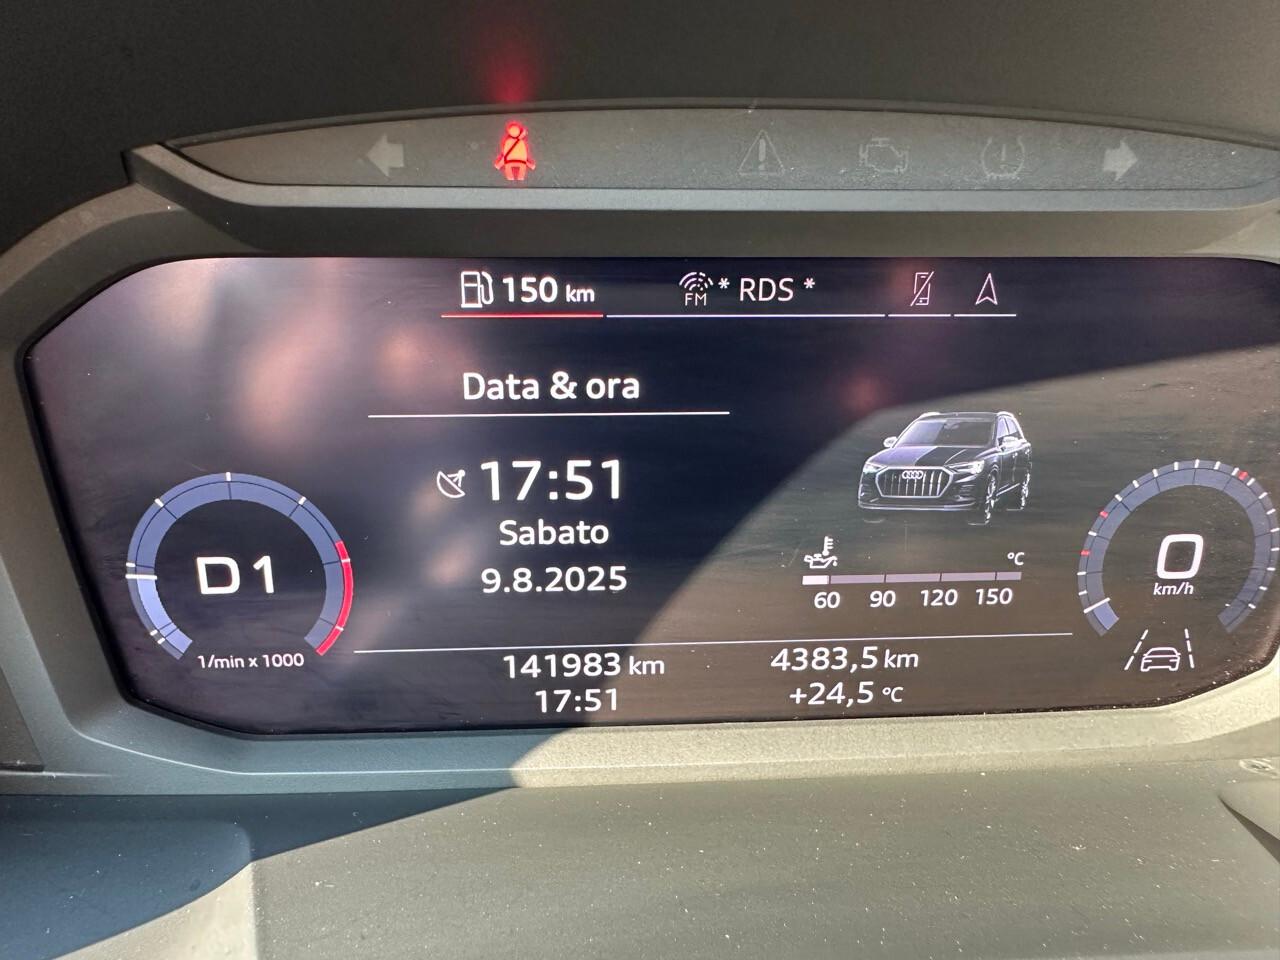 150 km
FM * RDS *
Data & ora
17:51
Sabato
9.8.2025
D1
1/min x 1000
°C
60 90 120 150
0
km/h
141983 km
4383,5 km
17:51
+24,5 °C